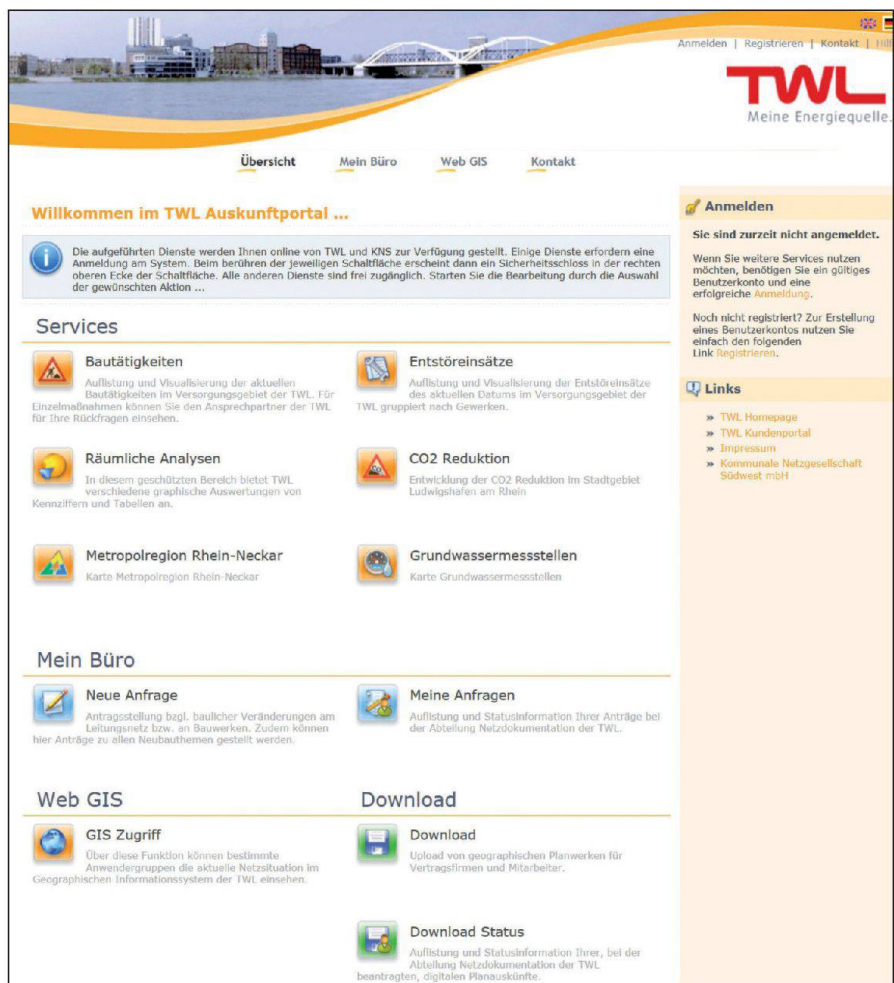 Anmelden | Registrieren | Kontakt |
TWL
Meine Energiequelle.
Übersicht Mein Büro Web GIS Kontakt
Willkommen im TWL Auskunftportal ...
Die aufgeführten Dienste werden Ihnen online von TWL und KNS zur Verfügung gestellt. Einige Dienste erfordern eine
Anmeldung am System. Beim berühren der jeweiligen Schaltfläche erscheint dann ein Sicherheitsschloss in der rechten
oberen Ecke der Schaltfläche. Alle anderen Dienste sind frei zugänglich. Starten Sie die Bearbeitung durch die Auswahl
der gewünschten Aktion ...
Services
Bautätigkeiten
Auflistung und Visualisierung der aktuellen
Bautätigkeiten im Versorgungsgebiet der TWL. Für
Einzelmaßnahmen können Sie den Ansprechpartner der TWL
für Ihre Rückfragen einsehen.
Entstöreinsätze
Auflistung und Visualisierung der Entstöreinsätze
des aktuellen Datums im Versorgungsgebiet der
TWL gruppiert nach Gewerken.
Räumliche Analysen
In diesem geschützten Bereich bietet TWL
verschiedene graphische Auswertungen von
Kennziffern und Tabellen an.
CO2 Reduktion
Entwicklung der CO2 Reduktion im Stadtgebiet
Ludwigshafen am Rhein
Metropolregion Rhein-Neckar
Karte Metropolregion Rhein-Neckar
Grundwassermessstellen
Karte Grundwassermessstellen
Mein Büro
Neue Anfrage
Antragsstellung bzgl. baulicher Veränderungen am
Leitungsnetz bzw. an Bauwerken. Zudem können
hier Anträge zu allen Neubauthemen gestellt werden.
Meine Anfragen
Auflistung und Statusinformation Ihrer Anträge bei
der Abteilung Netzdokumentation der TWL.
Web GIS
GIS Zugriff
Über diese Funktion können bestimmte
Anwendergruppen die aktuelle Netzsituation im
Geographischen Informationssystem der TWL einsehen.
Download
Download
Upload von geographischen Planwerken für
Vertragsfirmen und Mitarbeiter.
Download Status
Auflistung und Statusinformation Ihrer, bei der
Abteilung Netzdokumentation der TWL
beantragten, digitalen Planauskünfte.
Anmelden
Sie sind zurzeit nicht angemeldet.
Wenn Sie weitere Services nutzen
möchten, benötigen Sie ein gültiges
Benutzerkonto und eine
erfolgreiche Anmeldung.
Noch nicht registriert? Zur Erstellung
eines Benutzerkontos nutzen Sie
einfach den folgenden
Link Registrieren.
Links
» TWL Homepage
» TWL Kundenportal
» Impressum
» Kommunale Netzgesellschaft
Südwest mbH